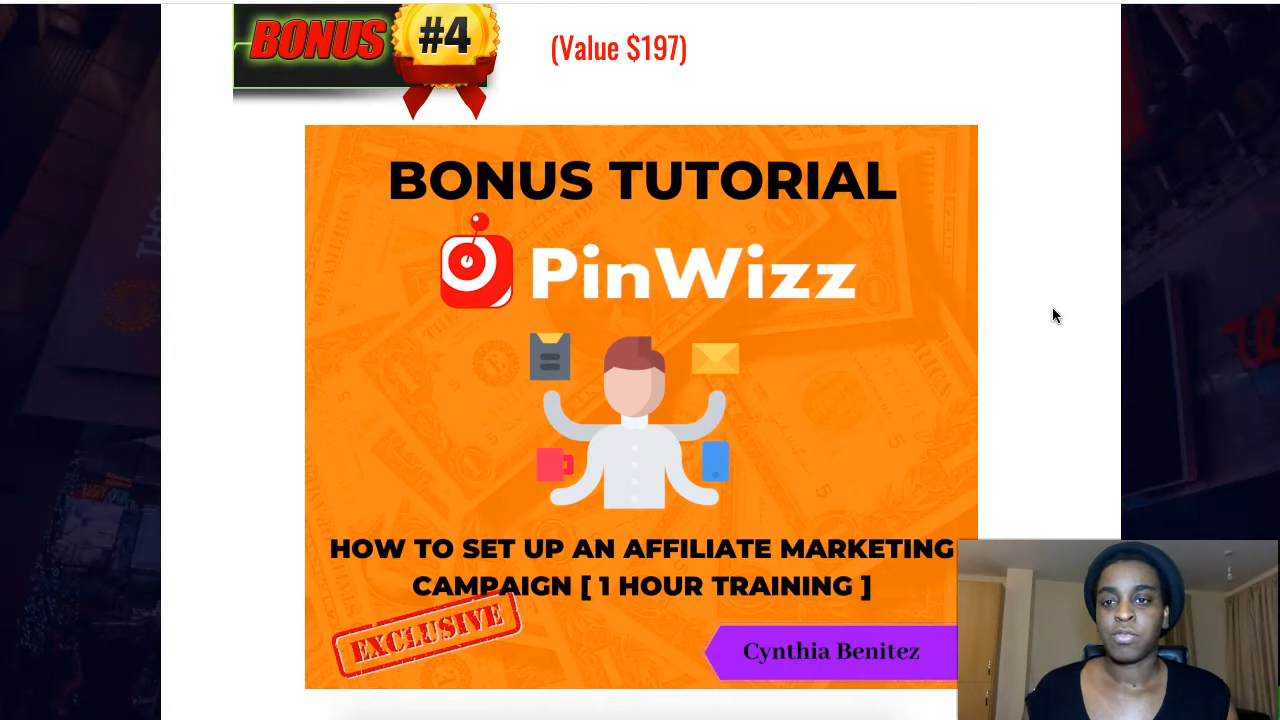 BONUS #4
(Value $197)
BONUS TUTORIAL
PinWizz
HOW TO SET UP AN AFFILIATE MARKETING
CAMPAIGN [ 1 HOUR TRAINING ]
EXCLUSIVE
Cynthia Benitez